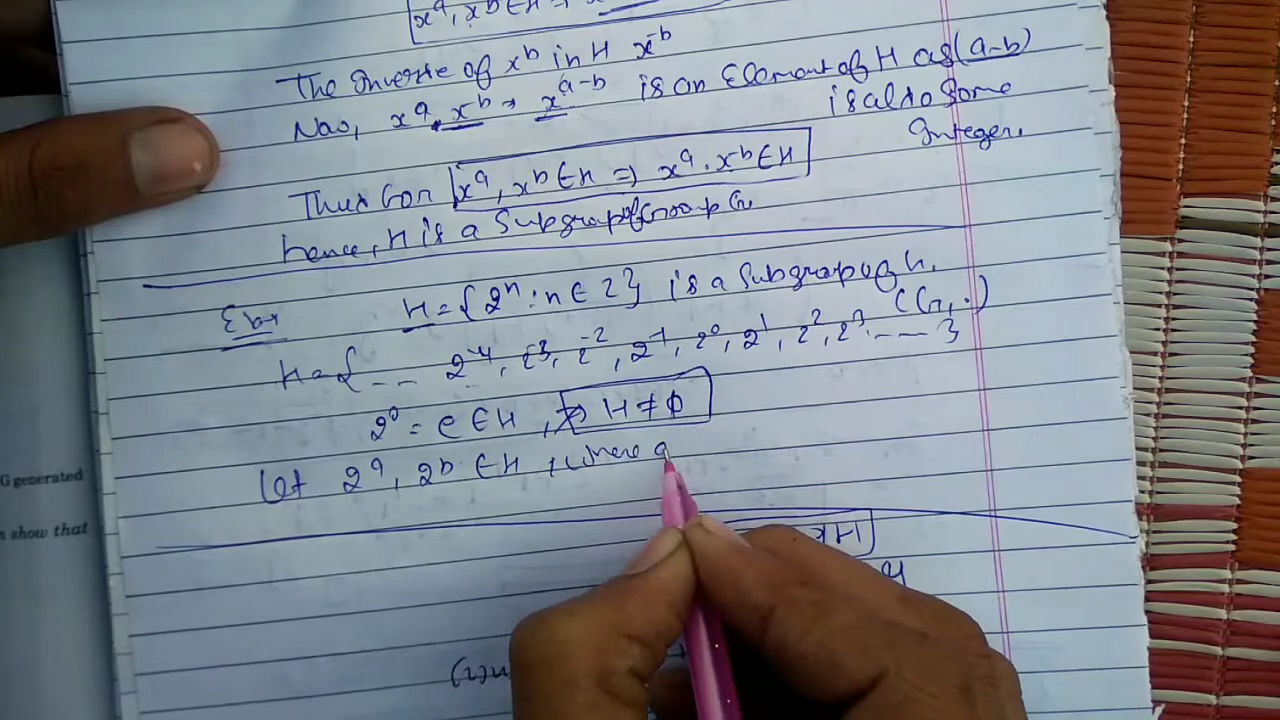 x^a, x^b ∈ H
The Inverse of x^b in H x^-b
Now, x^a . x^-b = x^a-b is an Element of H as (a-b)
is also some
Integer.
Thus for x^a, x^b ∈ H ⇒ x^a . x^b ∈ H
hence, H is a Subgroup of Group G.
Ex:- H = {2^n : n ∈ Z} is a Subgroup of
(G, .)
H = { --- 2^-4, 2^-3, 2^-2, 2^-1, 2^0, 2^1, 2^2, 2^3, ---- }
2^0 = e ∈ H, ⇒ H ≠ ϕ
Let 2^a, 2^b ∈ H, where a
G generated
n show that